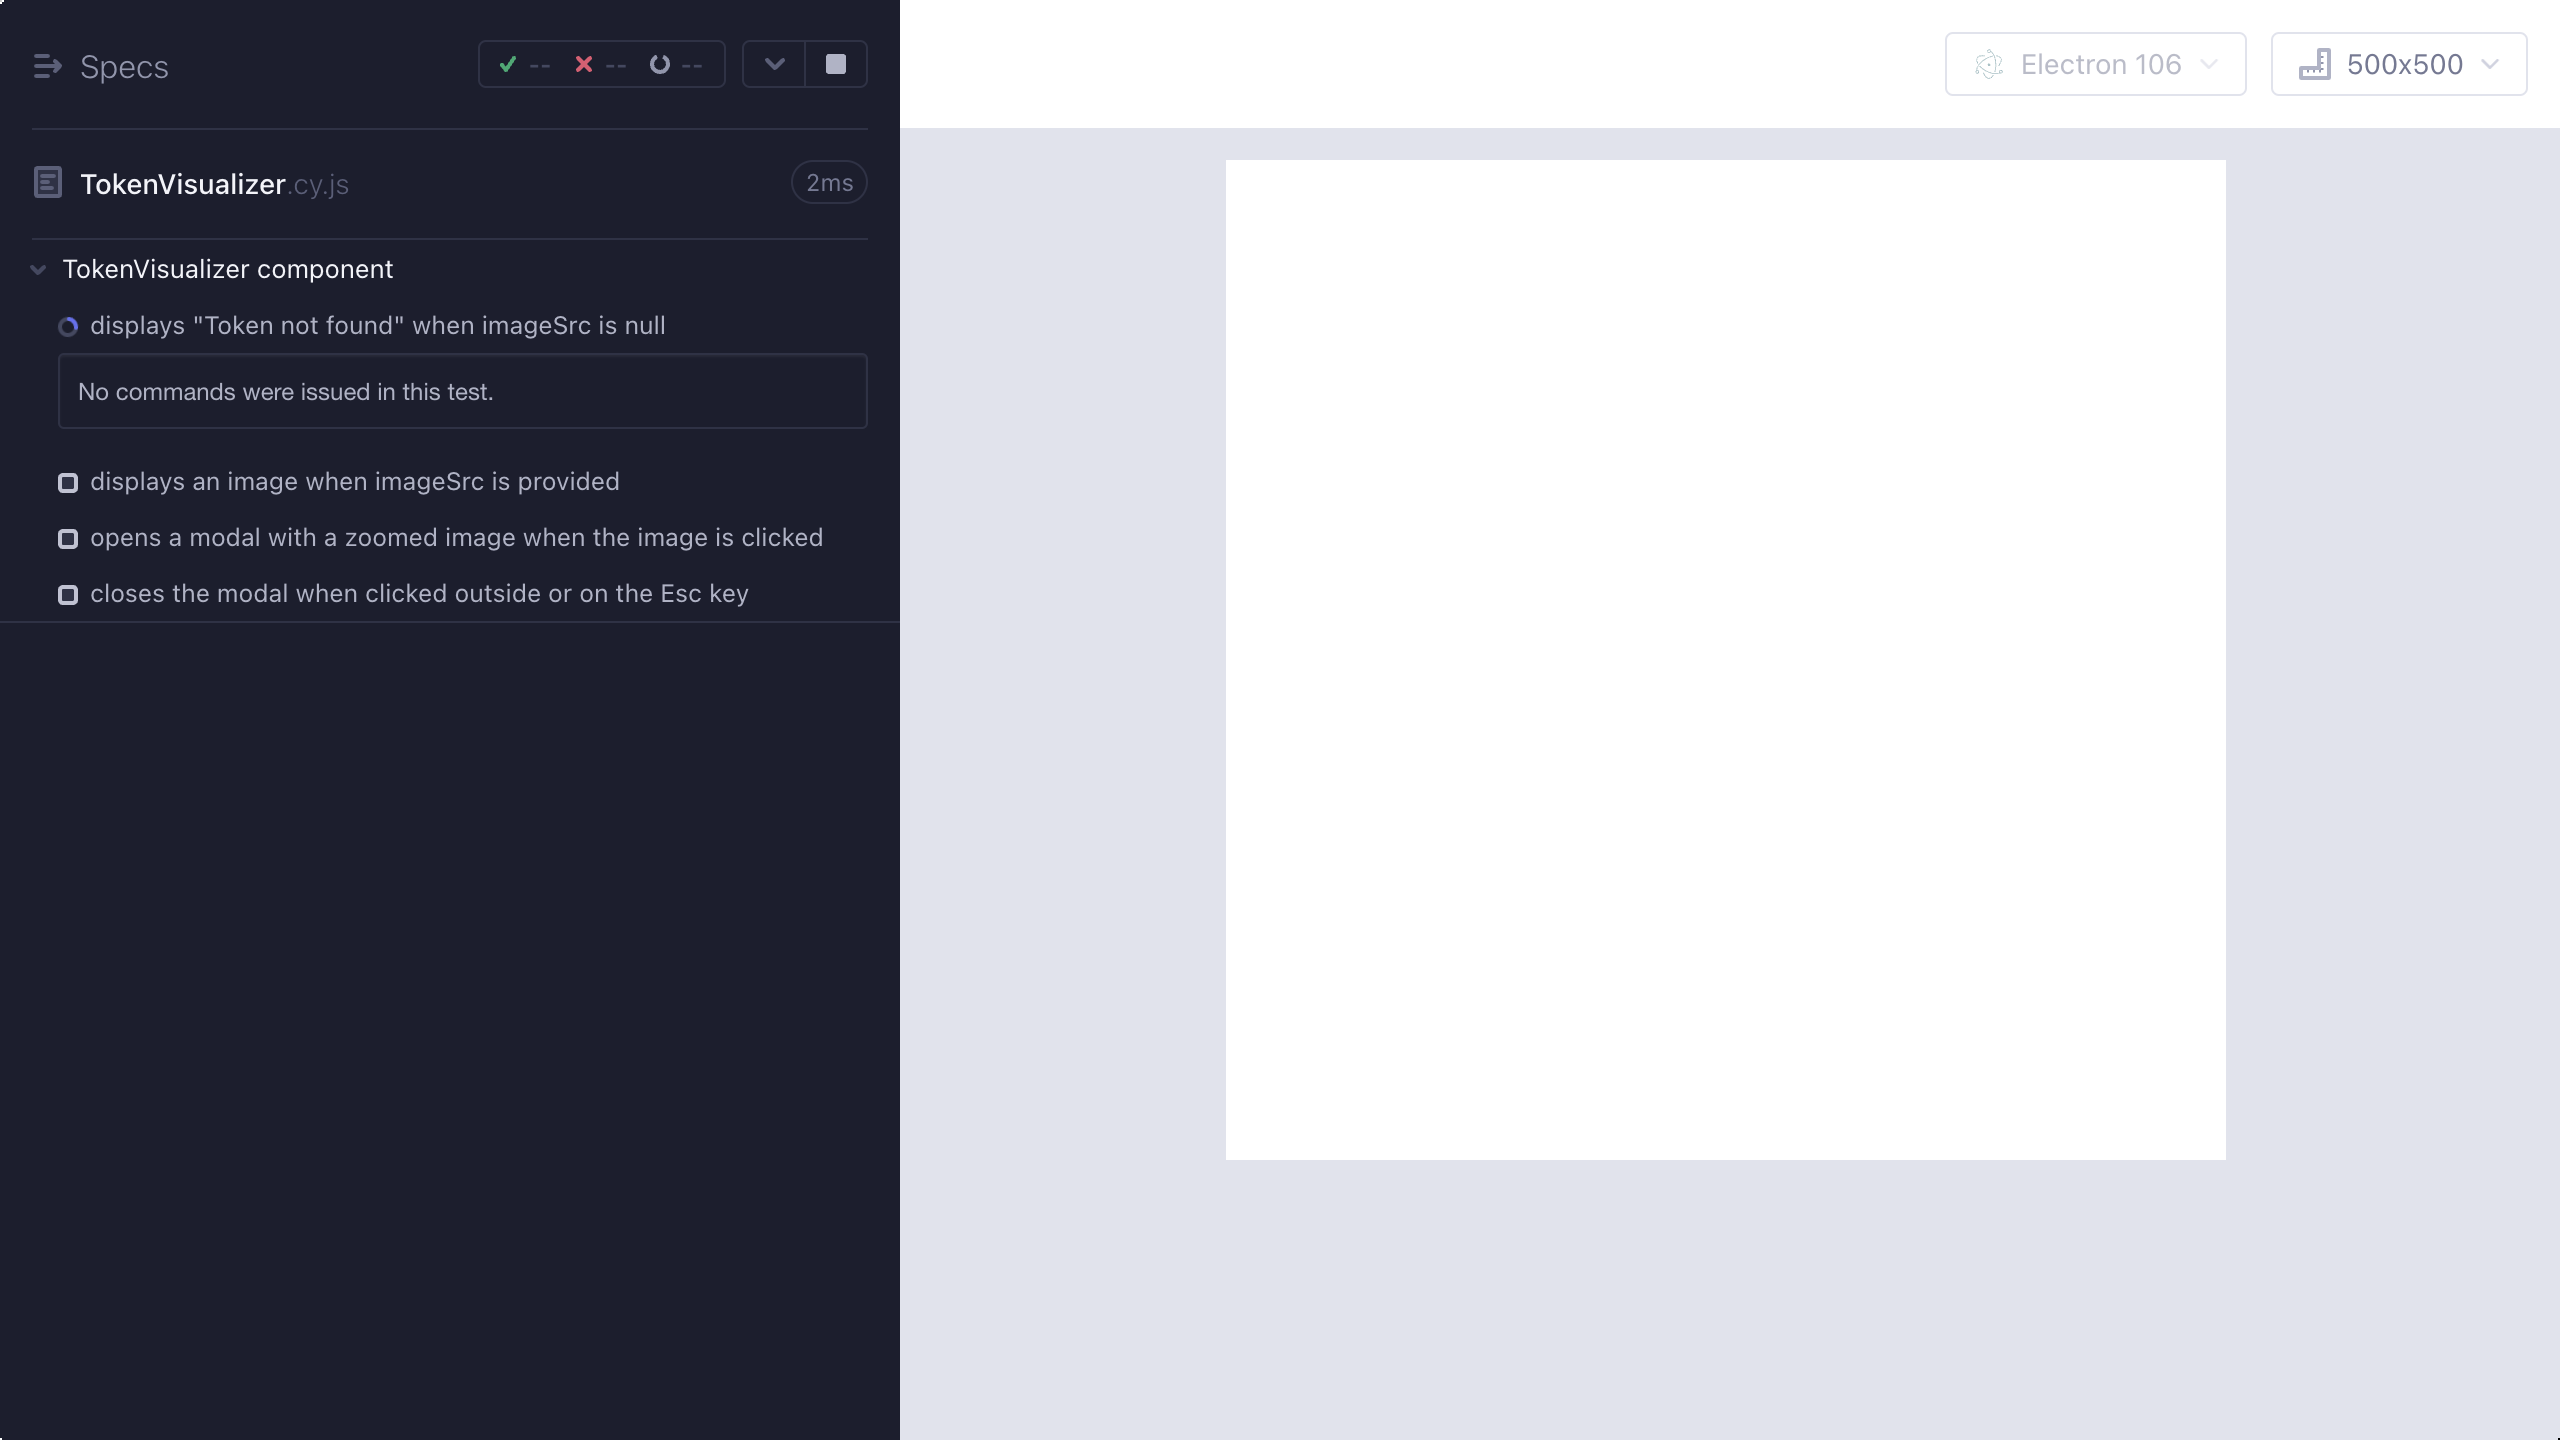 Specs
-- -- --
TokenVisualizer.cy.js
2ms
TokenVisualizer component
displays "Token not found" when imageSrc is null
No commands were issued in this test.
displays an image when imageSrc is provided
opens a modal with a zoomed image when the image is clicked
closes the modal when clicked outside or on the Esc key
Electron 106
500x500